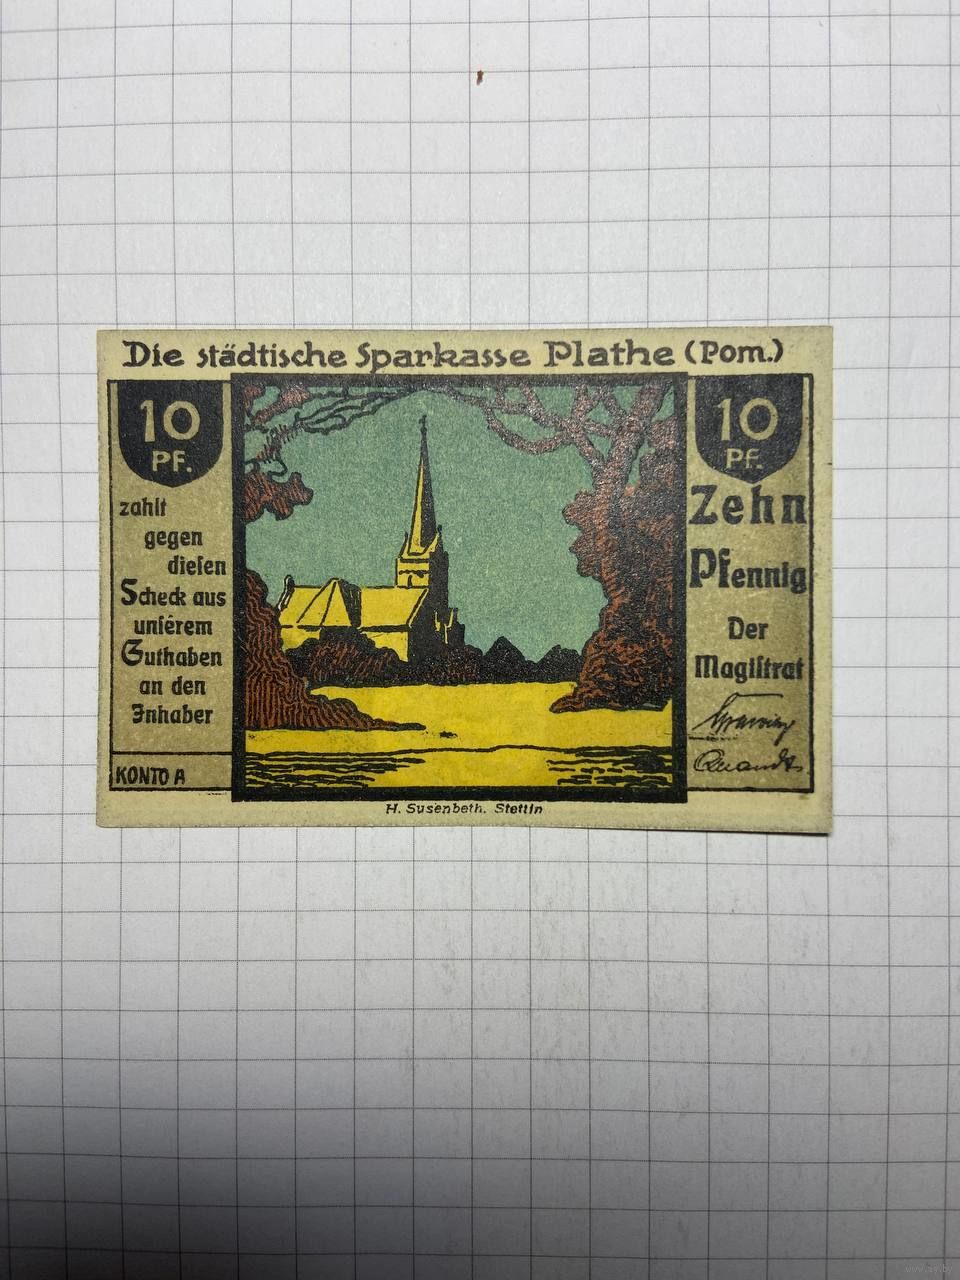 Die städtische Sparkasse Plathe (Pom.)
10
PF.
zahlt
gegen
diesen
Scheck aus
unserem
Guthaben
an den
Inhaber
KONTO A
10
Pf.
Zehn
Pfennig
Der
Magistrat
Quandt
H. Susenbeth. Stettin